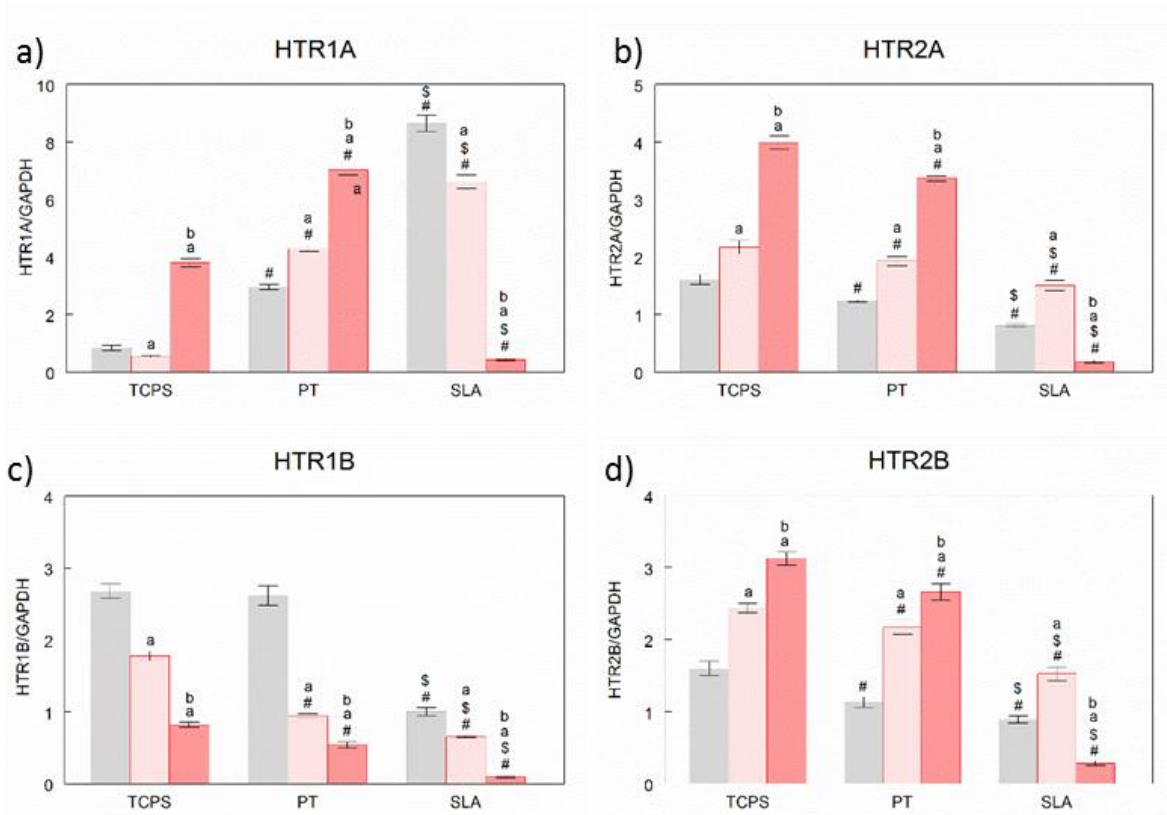 a)
HTR1A
HTR1A/GAPDH
10
8
6
4
2
0
a
b
a
#
a
#
b
a
#
a
$
#
a
$
#
b
a
$
#
TCPS PT SLA
b)
HTR2A
HTR2A/GAPDH
5
4
3
2
1
0
a
b
a
#
a
#
b
a
#
$
#
a
$
#
b
a
$
#
TCPS PT SLA
c)
HTR1B
HTR1B/GAPDH
4
3
2
1
0
a
b
a
a
#
b
a
#
$
#
a
$
#
b
a
$
#
TCPS PT SLA
d)
HTR2B
HTR2B/GAPDH
4
3
2
1
0
a
b
a
#
a
#
b
a
#
$
#
a
$
#
b
a
$
#
TCPS PT SLA